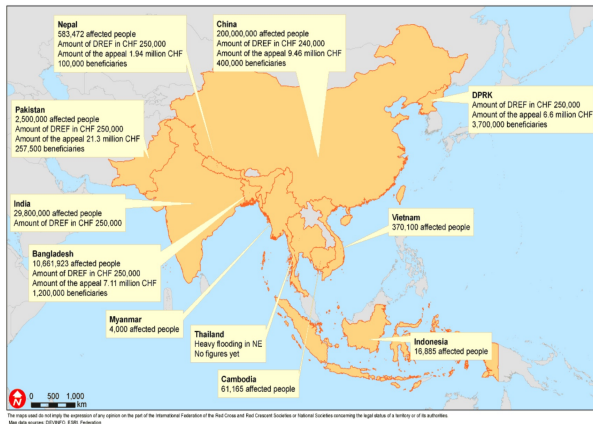 Nepal
583,472 affected people
Amount of DREF in CHF 250,000
Amount of the appeal 1.94 million CHF
100,000 beneficiaries
China
200,000,000 affected people
Amount of DREF in CHF 240,000
Amount of the appeal 9.46 million CHF
400,000 beneficiaries
DPRK
Amount of DREF in CHF 250,000
Amount of the appeal 6.6 million CHF
3,700,000 beneficiaries
Pakistan
2,500,000 affected people
Amount of DREF in CHF 250,000
Amount of the appeal 21.3 million CHF
257,500 beneficiaries
India
29,800,000 affected people
Amount of DREF in CHF 250,000
Vietnam
370,100 affected people
Bangladesh
10,661,923 affected people
Amount of DREF in CHF 250,000
Amount of the appeal 7.11 million CHF
1,200,000 beneficiaries
Myanmar
4,000 affected people
Thailand
Heavy flooding in NE
No figures yet
Indonesia
16,885 affected people
Cambodia
61,165 affected people
N
0 500 1,000
km
The maps used do not imply the expression of any opinion on the part of the International Federation of the Red Cross and Red Crescent Societies or National Societies concerning the legal status of a territory or of its authorities.
Map data sources: DEVINFO, ESRI, Federation